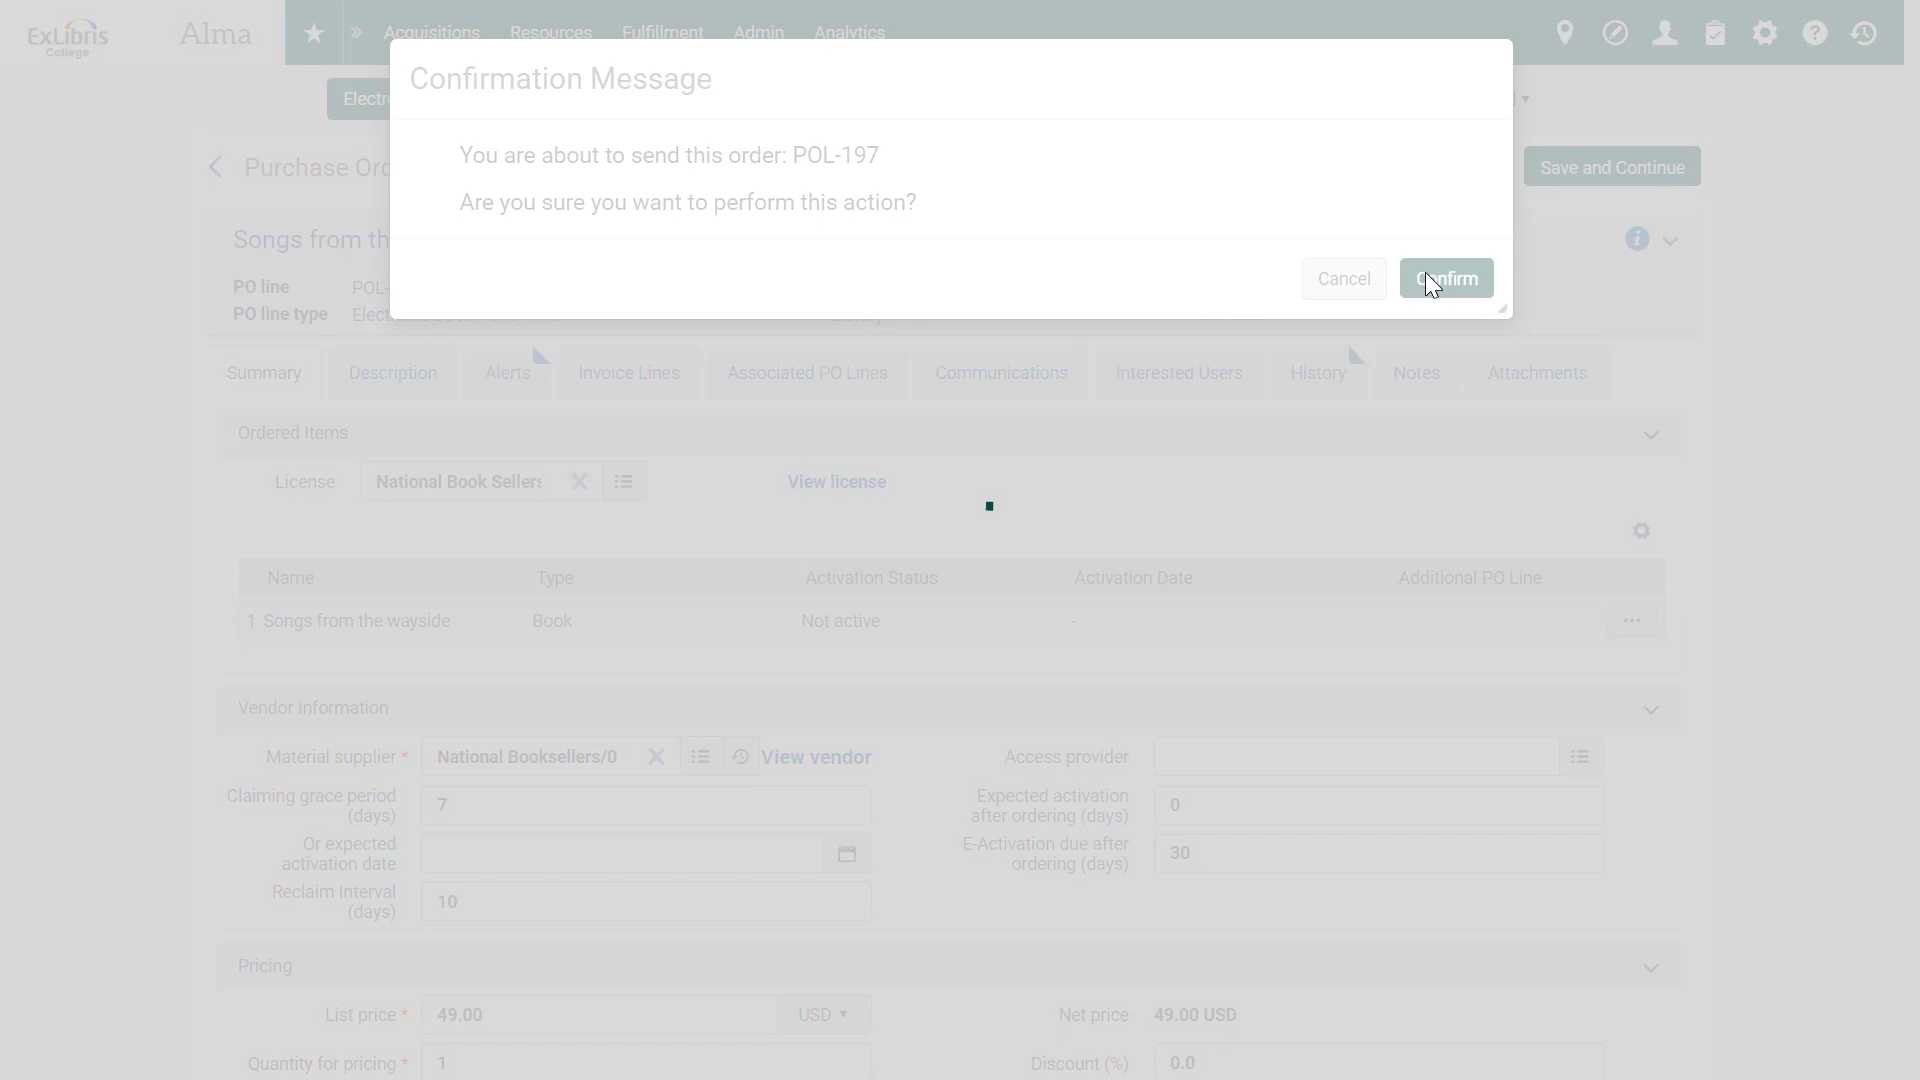 ExLibris
College
Alma
Acquisitions Resources Fulfillment Admin Analytics
Confirmation Message
You are about to send this order: POL-197
Are you sure you want to perform this action?
Cancel Confirm
Save and Continue
Songs from th
PO line POL-
PO line type
Summary Description Alerts Invoice Lines Associated PO Lines Communications Interested Users History Notes Attachments
Ordered Items
License National Book Sellers View license
Name Type Activation Status Activation Date Additional PO Line
1 Songs from the wayside Book Not active - ...
Vendor Information
Material supplier * National Booksellers/0 View vendor Access provider
Claiming grace period (days) 7 Expected activation after ordering (days) 0
Or expected activation date E-Activation due after ordering (days) 30
Reclaim Interval (days) 10
Pricing
List price * 49.00 USD Net price 49.00 USD
Quantity for pricing * 1 Discount (%) 0.0